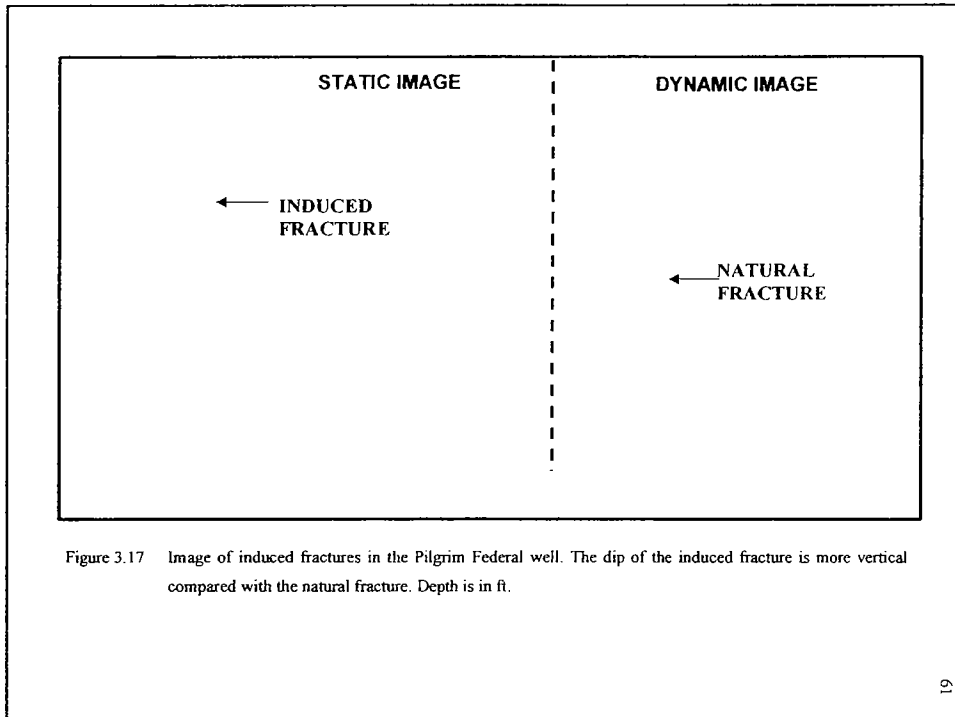 STATIC IMAGE
DYNAMIC IMAGE
INDUCED
FRACTURE
NATURAL
FRACTURE
Figure 3.17 Image of induced fractures in the Pilgrim Federal well. The dip of the induced fracture is more vertical
compared with the natural fracture. Depth is in ft.
61